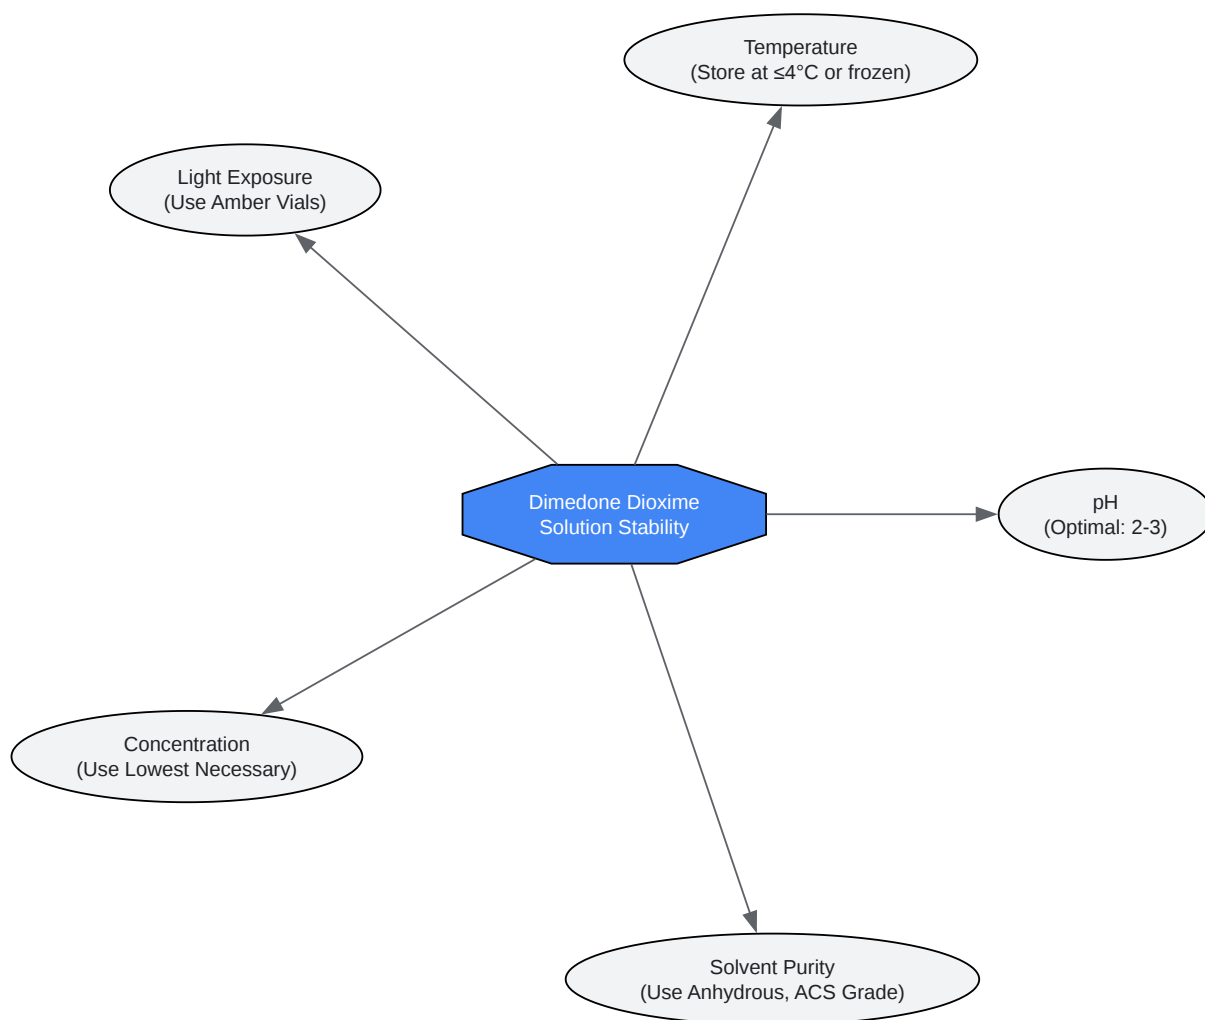 Temperature
(Store at ≤4°C or frozen)
Light Exposure
(Use Amber Vials)
Dimedone Dioxime
Solution Stability
pH
(Optimal: 2-3)
Concentration
(Use Lowest Necessary)
Solvent Purity
(Use Anhydrous, ACS Grade)